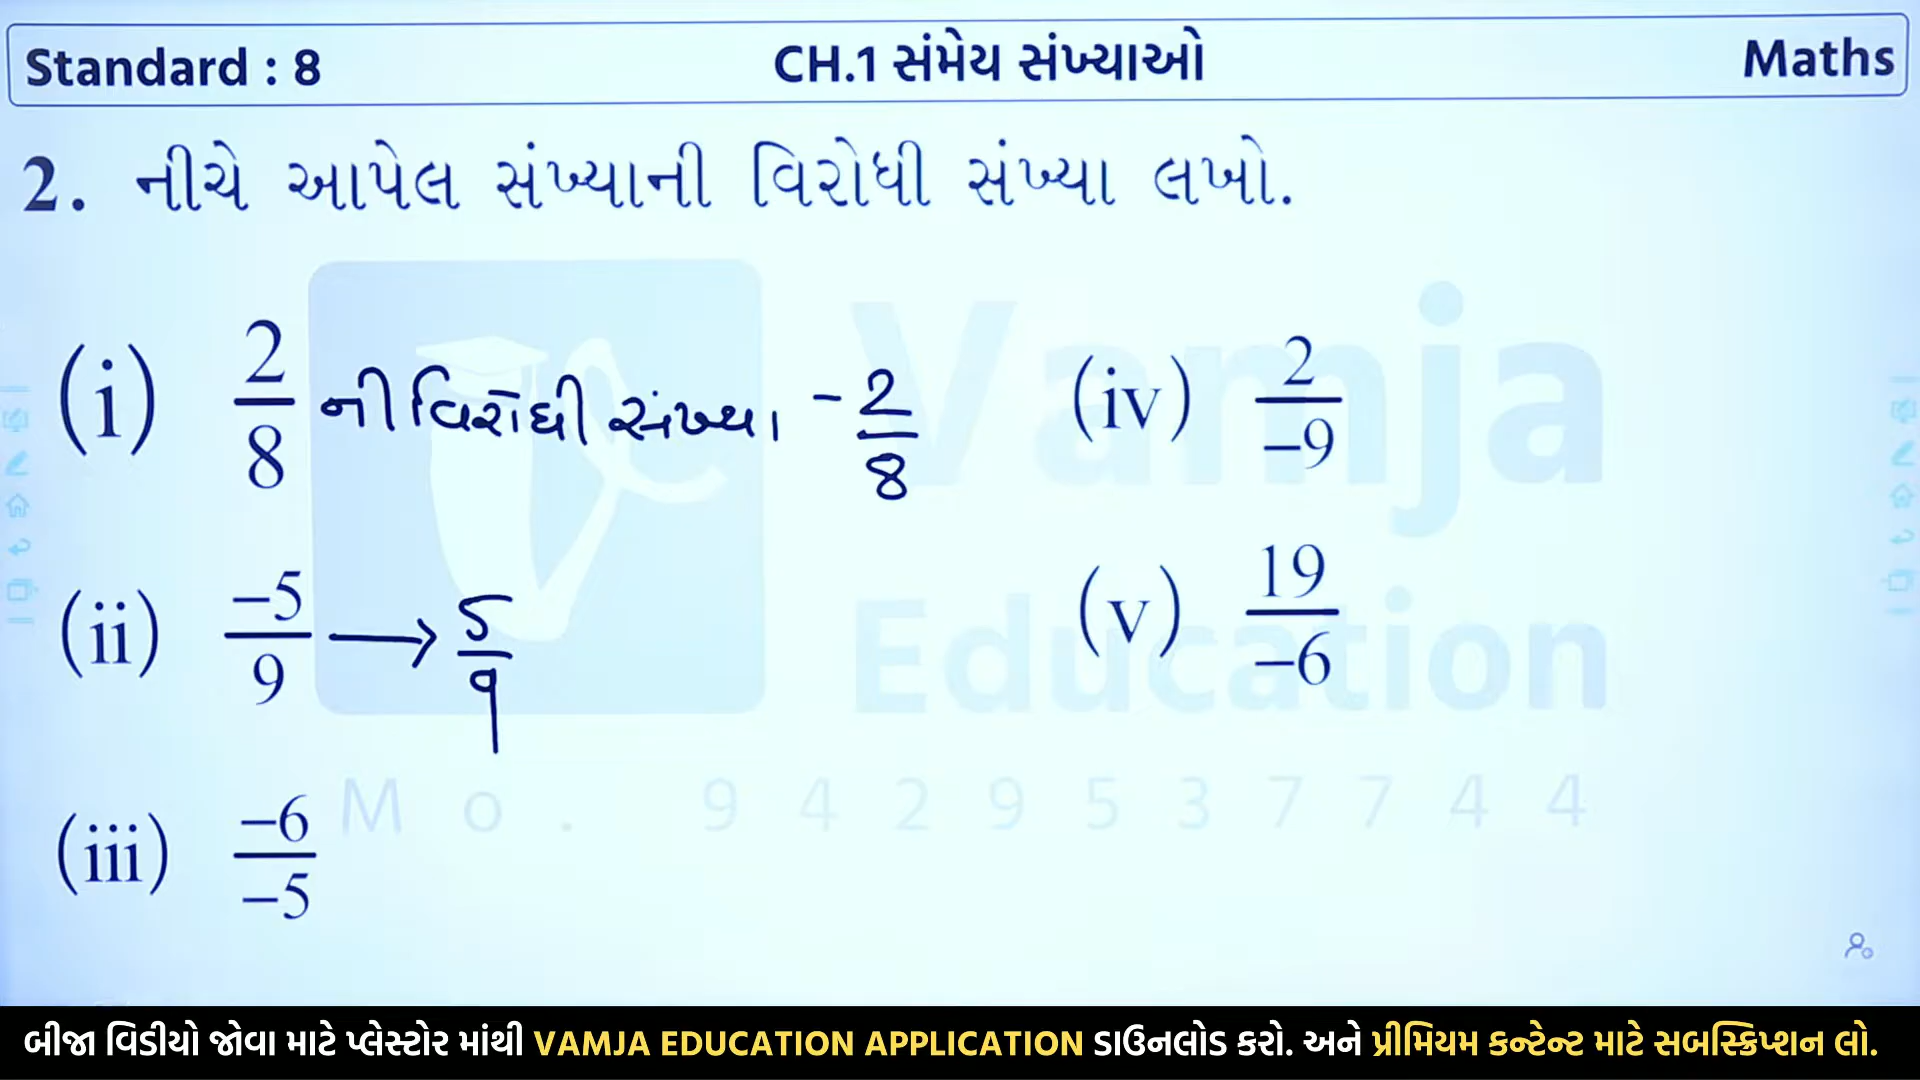 Standard : 8 CH.1 સંમેય સંખ્યાઓ Maths
2. નીચે આપેલ સંખ્યાની વિરોધી સંખ્યા લખો.
(i) 2/8 ની વિરોધી સંખ્યા -2/8
(ii) –5/9 → 5/9
(iii) –6/–5
(iv) 2/–9
(v) 19/–6
Vamja
Education
Mo. 9429537744
બીજા વિડીયો જોવા માટે પ્લેસ્ટોર માંથી VAMJA EDUCATION APPLICATION ડાઉનલોડ કરો. અને પ્રીમિયમ કન્ટેન્ટ માટે સબસ્ક્રિપ્શન લો.